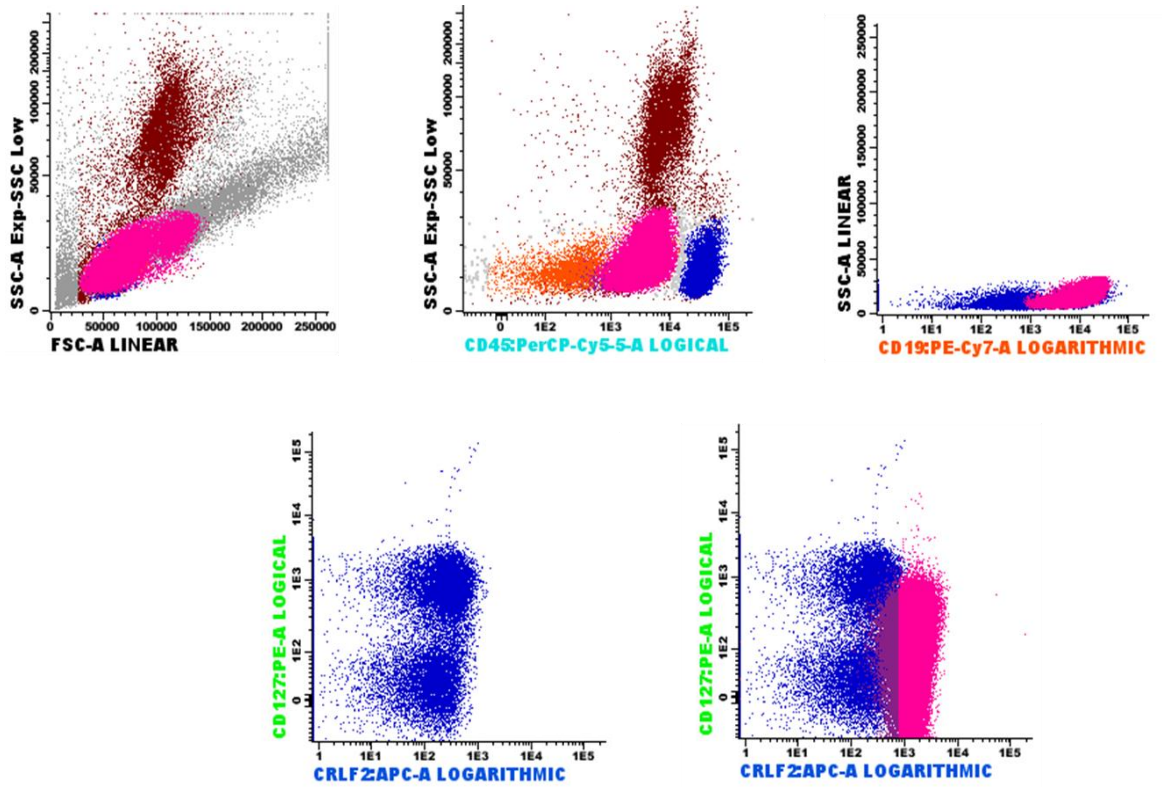 SSC-A Exp-SSC Low
0
50000
100000
200000
0
50000
100000
150000
200000
250000
FSC-A LINEAR
SSC-A Exp-SSC Low
0
50000
100000
200000
0
1E2
1E3
1E4
1E5
CD45:PerCP-Cy5-5-A LOGICAL
SSC-A LINEAR
0
50000
100000
150000
200000
250000
1
1E1
1E2
1E3
1E4
1E5
CD19:PE-Cy7-A LOGARITHMIC
CD127:PE-A LOGICAL
0
1E2
1E3
1E4
1E5
1
1E1
1E2
1E3
1E4
1E5
CRLF2:APC-A LOGARITHMIC
CD127:PE-A LOGICAL
0
1E2
1E3
1E4
1E5
1
1E1
1E2
1E3
1E4
1E5
CRLF2:APC-A LOGARITHMIC